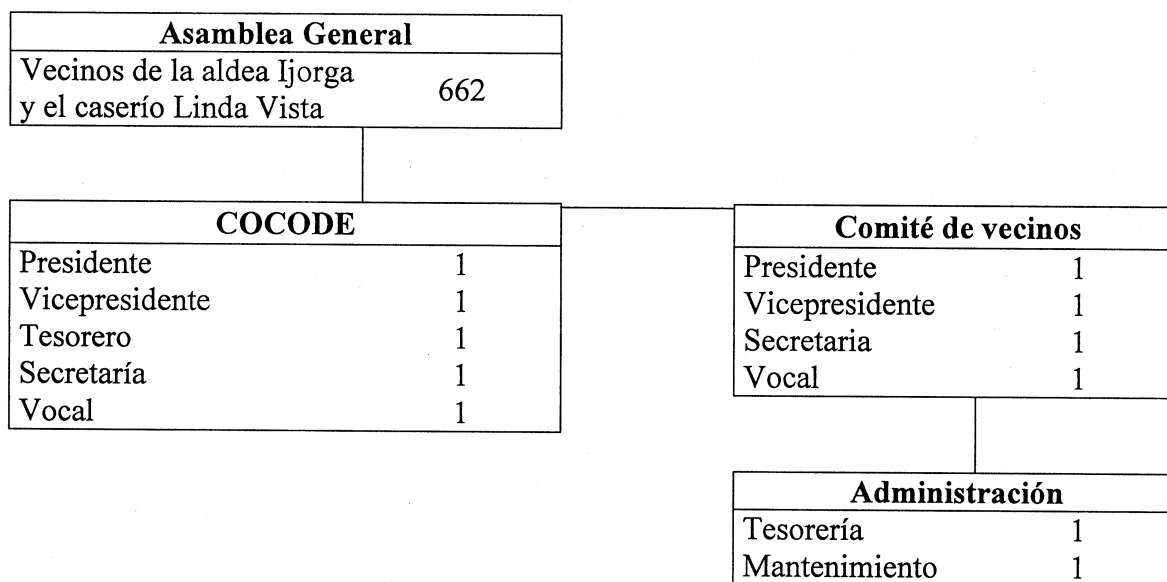 Asamblea General
Vecinos de la aldea Ijorga
y el caserío Linda Vista 662
COCODE
Presidente 1
Vicepresidente 1
Tesorero 1
Secretaría 1
Vocal 1
Comité de vecinos
Presidente 1
Vicepresidente 1
Secretaria 1
Vocal 1
Administración
Tesorería 1
Mantenimiento 1